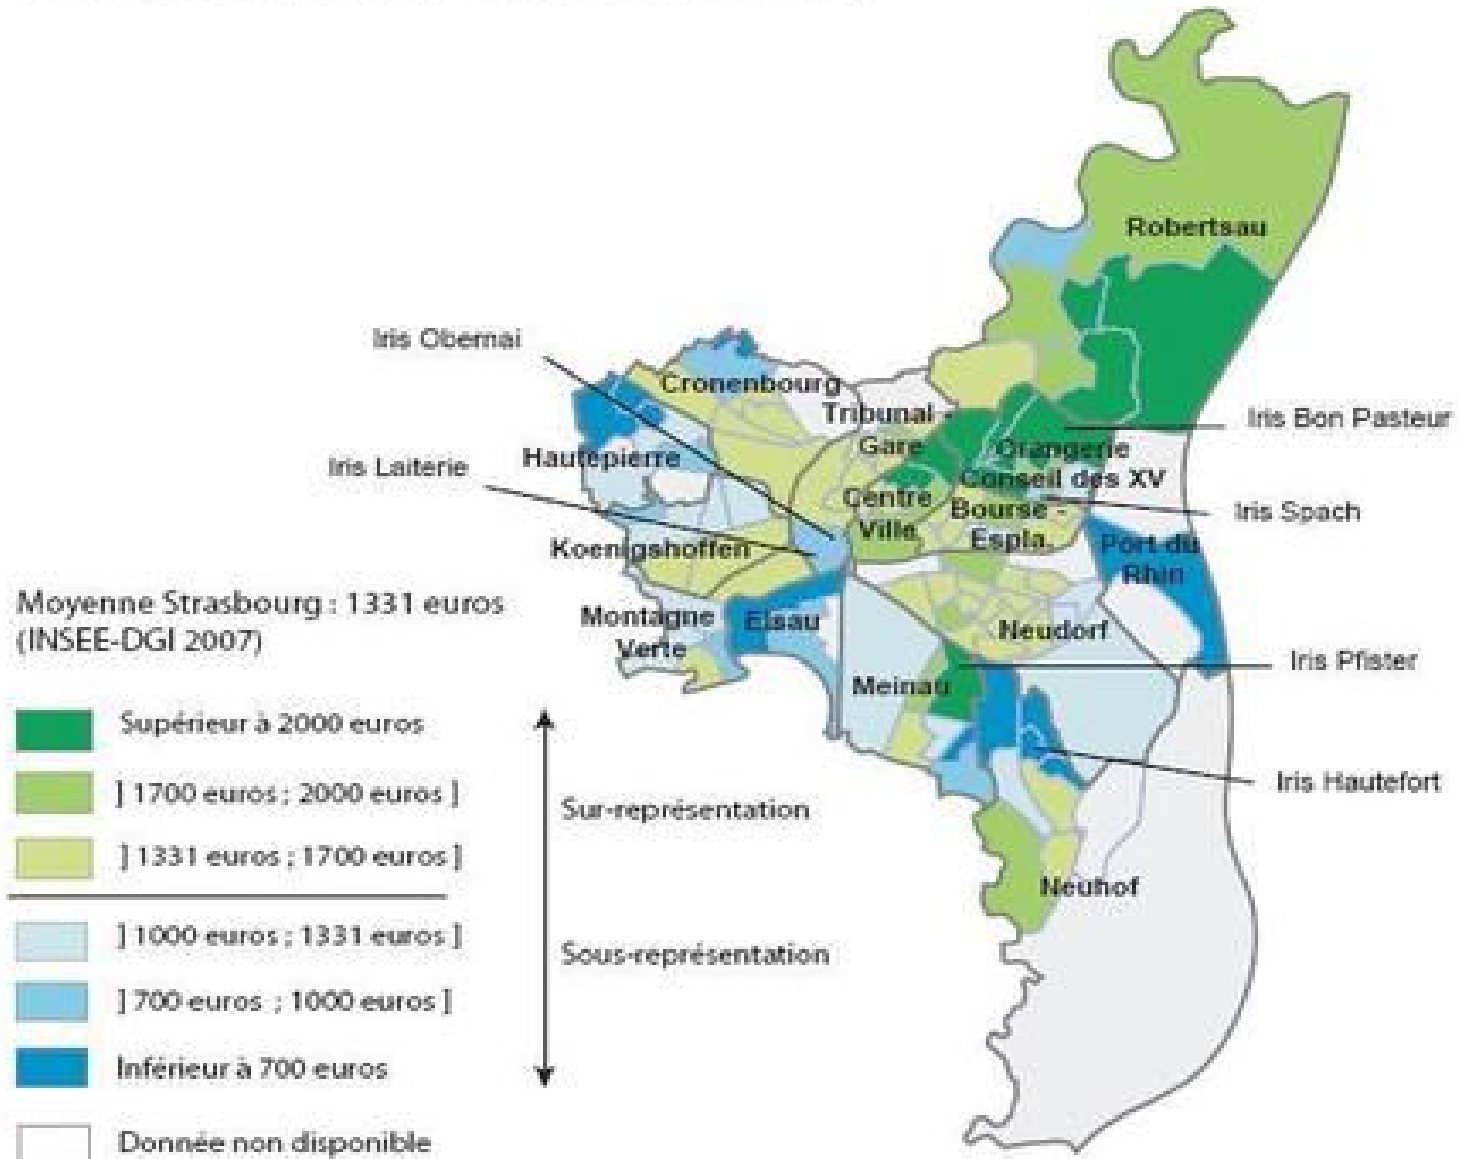 Robertsau
Iris Obernai
Cronenbourg
Tribunal -
Gare
Iris Bon Pasteur
Orangerie
Hautepierre
Iris Laiterie
Conseil des XV
Centre
Ville
Bourse -
Espla.
Iris Spach
Koenigshoffen
Port du
Rhin
Moyenne Strasbourg : 1331 euros
(INSEE-DGI 2007)
Montagne
Verte
Elsau
Neudorf
Iris Pfister
Meinau
Supérieur à 2000 euros
] 1700 euros ; 2000 euros ]
Sur-représentation
Iris Hautefort
] 1331 euros ; 1700 euros ]
Neuhof
] 1000 euros ; 1331 euros ]
Sous-représentation
] 700 euros ; 1000 euros ]
Inférieur à 700 euros
Donnée non disponible